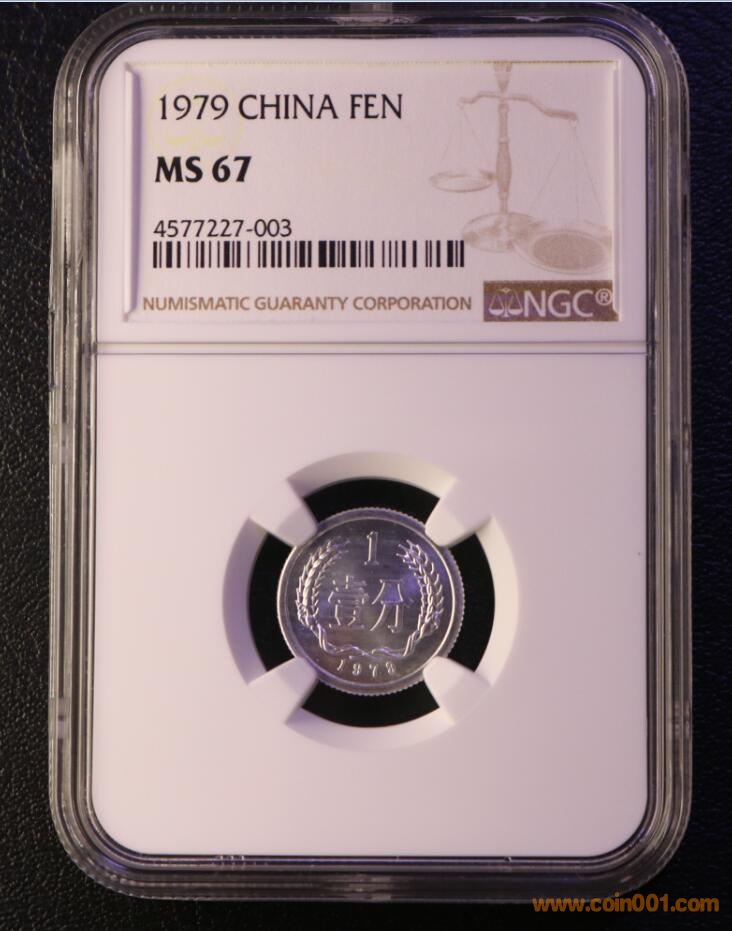 1979 CHINA FEN
MS 67
4577227-003
NUMISMATIC GUARANTY CORPORATION
NGC®
1
壹分
1979
www.coin001.com